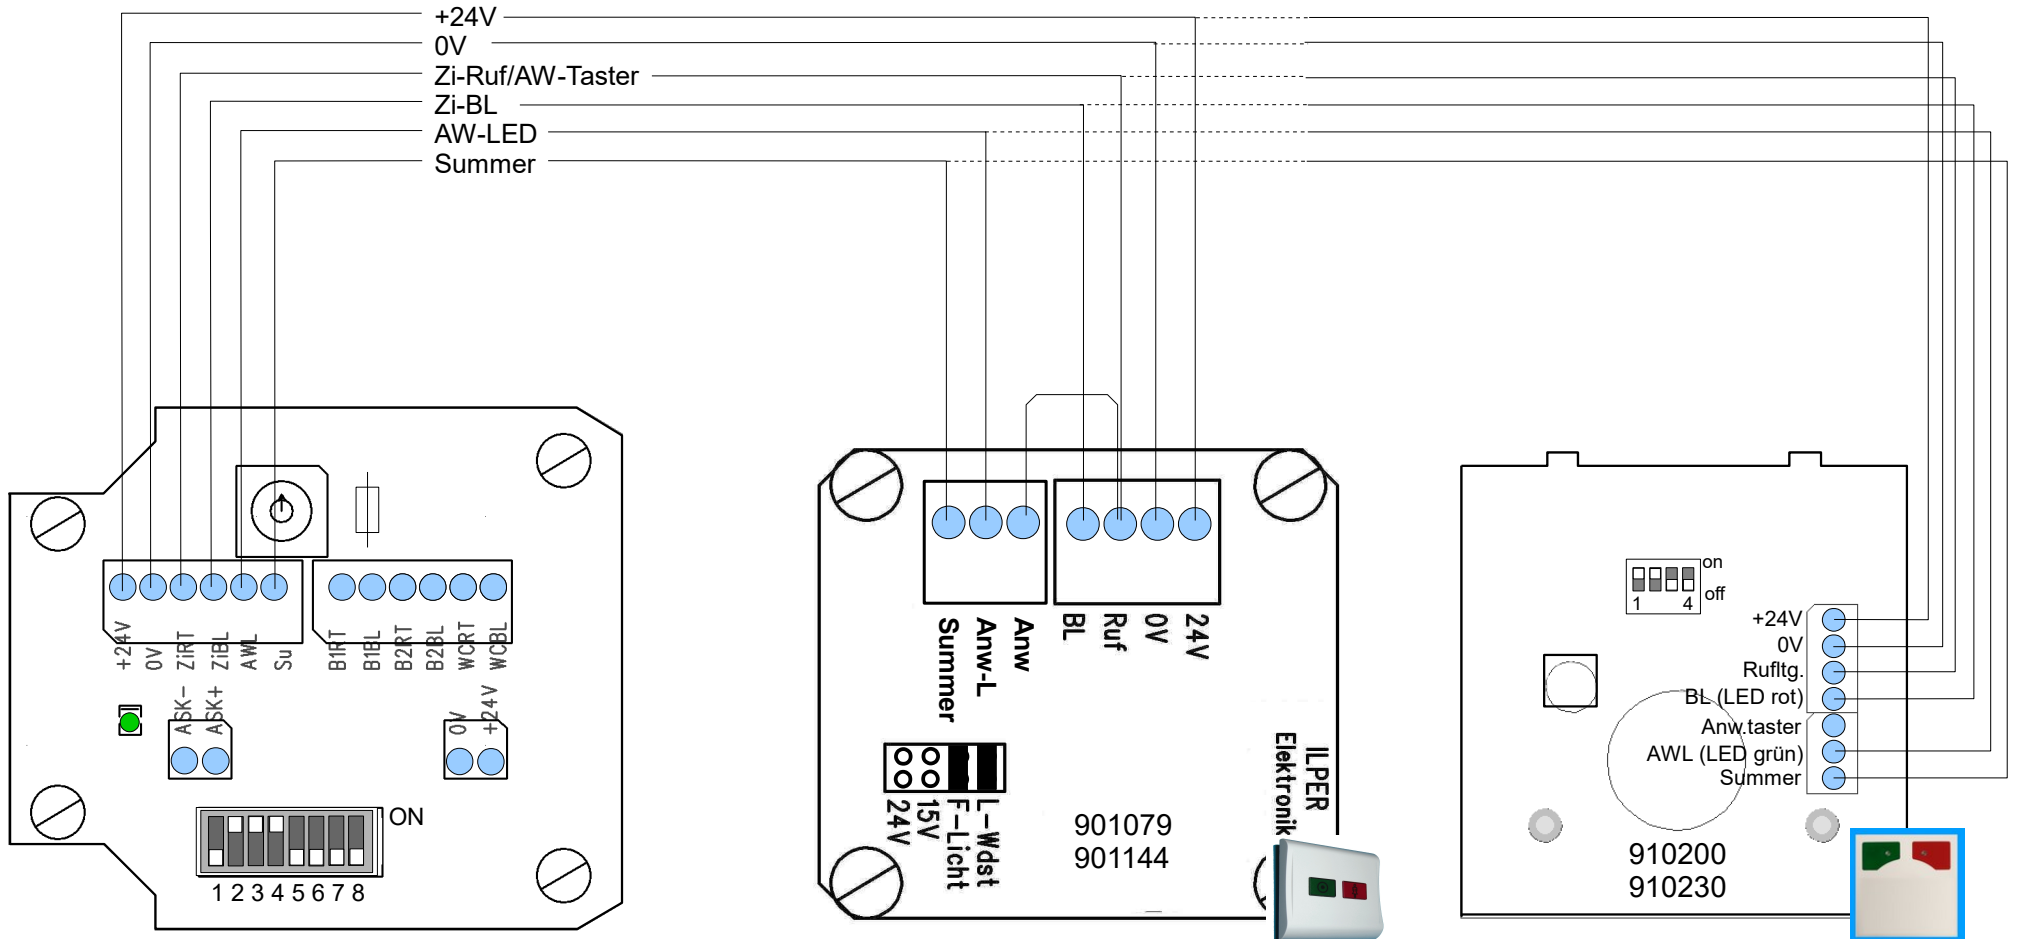 +24V
0V
Zi-Ruf/AW-Taster
Zi-BL
AW-LED
Summer
+24V
0V
ZiRT
ZiBL
AWL
Su
B1RT
B1BL
B2RT
B2BL
WCRT
WCBL
ASK-
ASK+
0V
+24V
ON
1 2 3 4 5 6 7 8
Summer
Anw-L
Anw
BL
Ruf
0V
24V
24V
15V
F-Licht
L-Wdst
ILPER
Elektronik
901079
901144
on
off
1 4
+24V
0V
Rufltg.
BL (LED rot)
Anw.taster
AWL (LED grün)
Summer
910200
910230